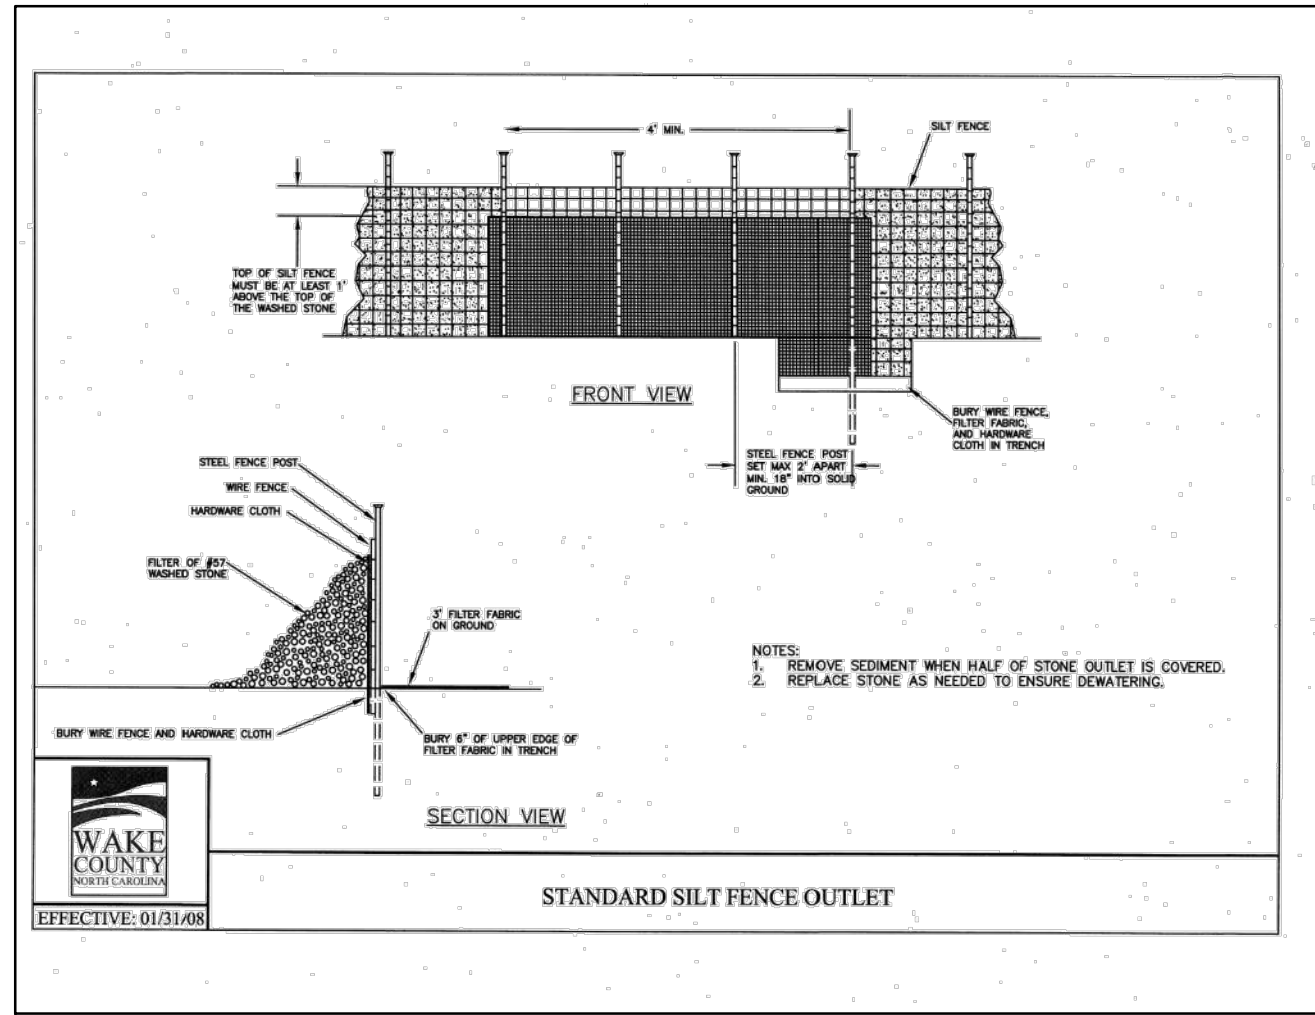 4' MIN.
SILT FENCE
TOP OF SILT FENCE
MUST BE AT LEAST 1'
ABOVE THE TOP OF
THE WASHED STONE
FRONT VIEW
BURY WIRE FENCE,
FILTER FABRIC,
AND HARDWARE
CLOTH IN TRENCH
STEEL FENCE POST
SET MAX 2' APART
MIN. 18" INTO SOLID
GROUND
STEEL FENCE POST
WIRE FENCE
HARDWARE CLOTH
FILTER OF #57
WASHED STONE
3' FILTER FABRIC
ON GROUND
NOTES:
1. REMOVE SEDIMENT WHEN HALF OF STONE OUTLET IS COVERED.
2. REPLACE STONE AS NEEDED TO ENSURE DEWATERING.
BURY WIRE FENCE AND HARDWARE CLOTH
BURY 6" OF UPPER EDGE OF
FILTER FABRIC IN TRENCH
SECTION VIEW
WAKE
COUNTY
NORTH CAROLINA
EFFECTIVE: 01/31/08
STANDARD SILT FENCE OUTLET